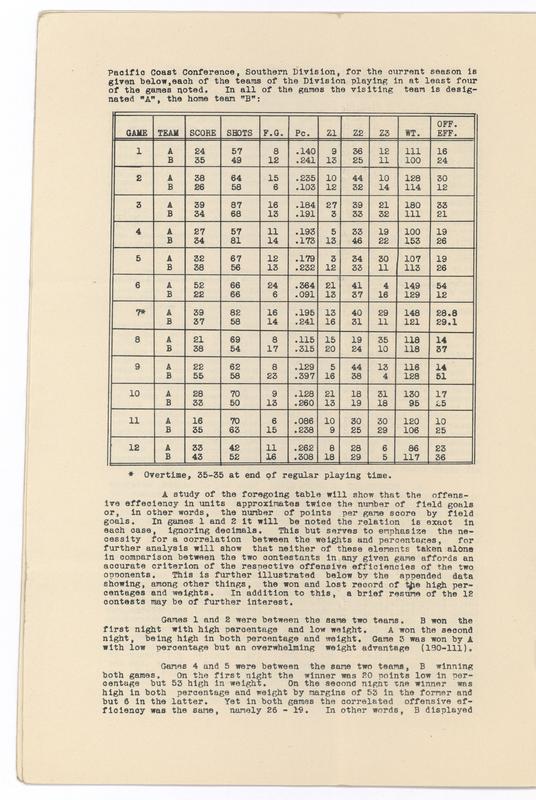 Pacific Coast Conference, Southern Division, for the current season is
given below,each of the teams of the Division playing in at least four
of the games noted. In all of the games the visiting team is desig-
nated "A", the home team "B":
GAME TEAM SCORE SHOTS F.G. Pc. Z1 Z2 Z3 WT. OFF. EFF.
1 A 24 57 8 .140 9 36 12 111 16
B 35 49 12 .241 13 25 11 100 24
2 A 38 64 15 .235 10 44 10 128 30
B 26 58 6 .103 12 32 14 114 12
3 A 39 87 16 .184 27 39 21 180 33
B 34 68 13 .191 3 33 32 111 21
4 A 27 57 11 .193 5 33 19 100 19
B 34 81 14 .173 13 46 22 153 26
5 A 32 67 12 .179 3 34 30 107 19
B 38 56 13 .232 12 33 11 113 26
6 A 52 66 24 .364 21 41 4 149 54
B 22 66 6 .091 13 37 16 129 12
7* A 39 82 16 .195 13 40 29 148 28.8
B 37 58 14 .241 16 31 11 121 29.1
8 A 21 69 8 .115 15 19 35 118 14
B 38 54 17 .315 20 24 10 118 37
9 A 22 62 8 .129 5 44 13 116 14
B 55 58 23 .397 16 38 4 128 51
10 A 28 70 9 .128 21 18 31 130 17
B 33 50 13 .260 13 19 18 95 25
11 A 16 70 6 .086 10 30 30 120 10
B 35 63 15 .238 9 25 29 106 25
12 A 33 42 11 .262 8 28 6 86 23
B 43 52 16 .308 18 29 5 117 36
* Overtime, 35-35 at end of regular playing time.
A study of the foregoing table will show that the offens-
ive effeciency in units approximates twice the number of field goals
or, in other words, the number of points per game score by field
goals. In games 1 and 2 it will be noted the relation is exact in
each case, ignoring decimals. This but serves to emphasize the ne-
cessity for a correlation between the weights and percentages, for
further analysis will show that neither of these elements taken alone
in comparison between the two contestants in any given game affords an
accurate criterion of the respective offensive efficiencies of the two
opponents. This is further illustrated below by the appended data
showing, among other things, the won and lost record of the high per-
centages and weights. In addition to this, a brief resume of the 12
contests may be of further interest.
Games 1 and 2 were between the same two teams. B won the
first night with high percentage and low weight. A won the second
night, being high in both percentage and weight. Game 3 was won by A
with low percentage but an overwhelming weight advantage (180-111).
Games 4 and 5 were between the same two teams, B winning
both games. On the first night the winner was 20 points low in per-
centage but 53 high in weight. On the second night the winner was
high in both percentage and weight by margins of 53 in the former and
but 6 in the latter. Yet in both games the correlated offensive ef-
ficiency was the same, namely 26 - 19. In other words, B displayed